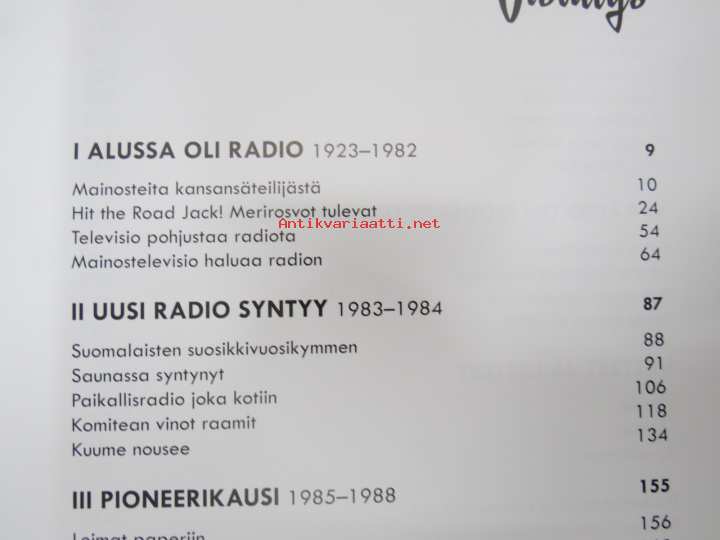 I ALUSSA OLI RADIO 1923–1982 9
Mainosteita kansansäteilijästä 10
Hit the Road Jack! Merirosvot tulevat 24
Antikvariaatti.net
Televisio pohjustaa radiota 54
Mainostelevisio haluaa radion 64
II UUSI RADIO SYNTYY 1983–1984 87
Suomalaisten suosikkivuosikymmen 88
Saunassa syntynyt 91
Paikallisradio joka kotiin 106
Komitean vinot raamit 118
Kuume nousee 134
III PIONEERIKAUSI 1985–1988 155
Leimat paperiin 156